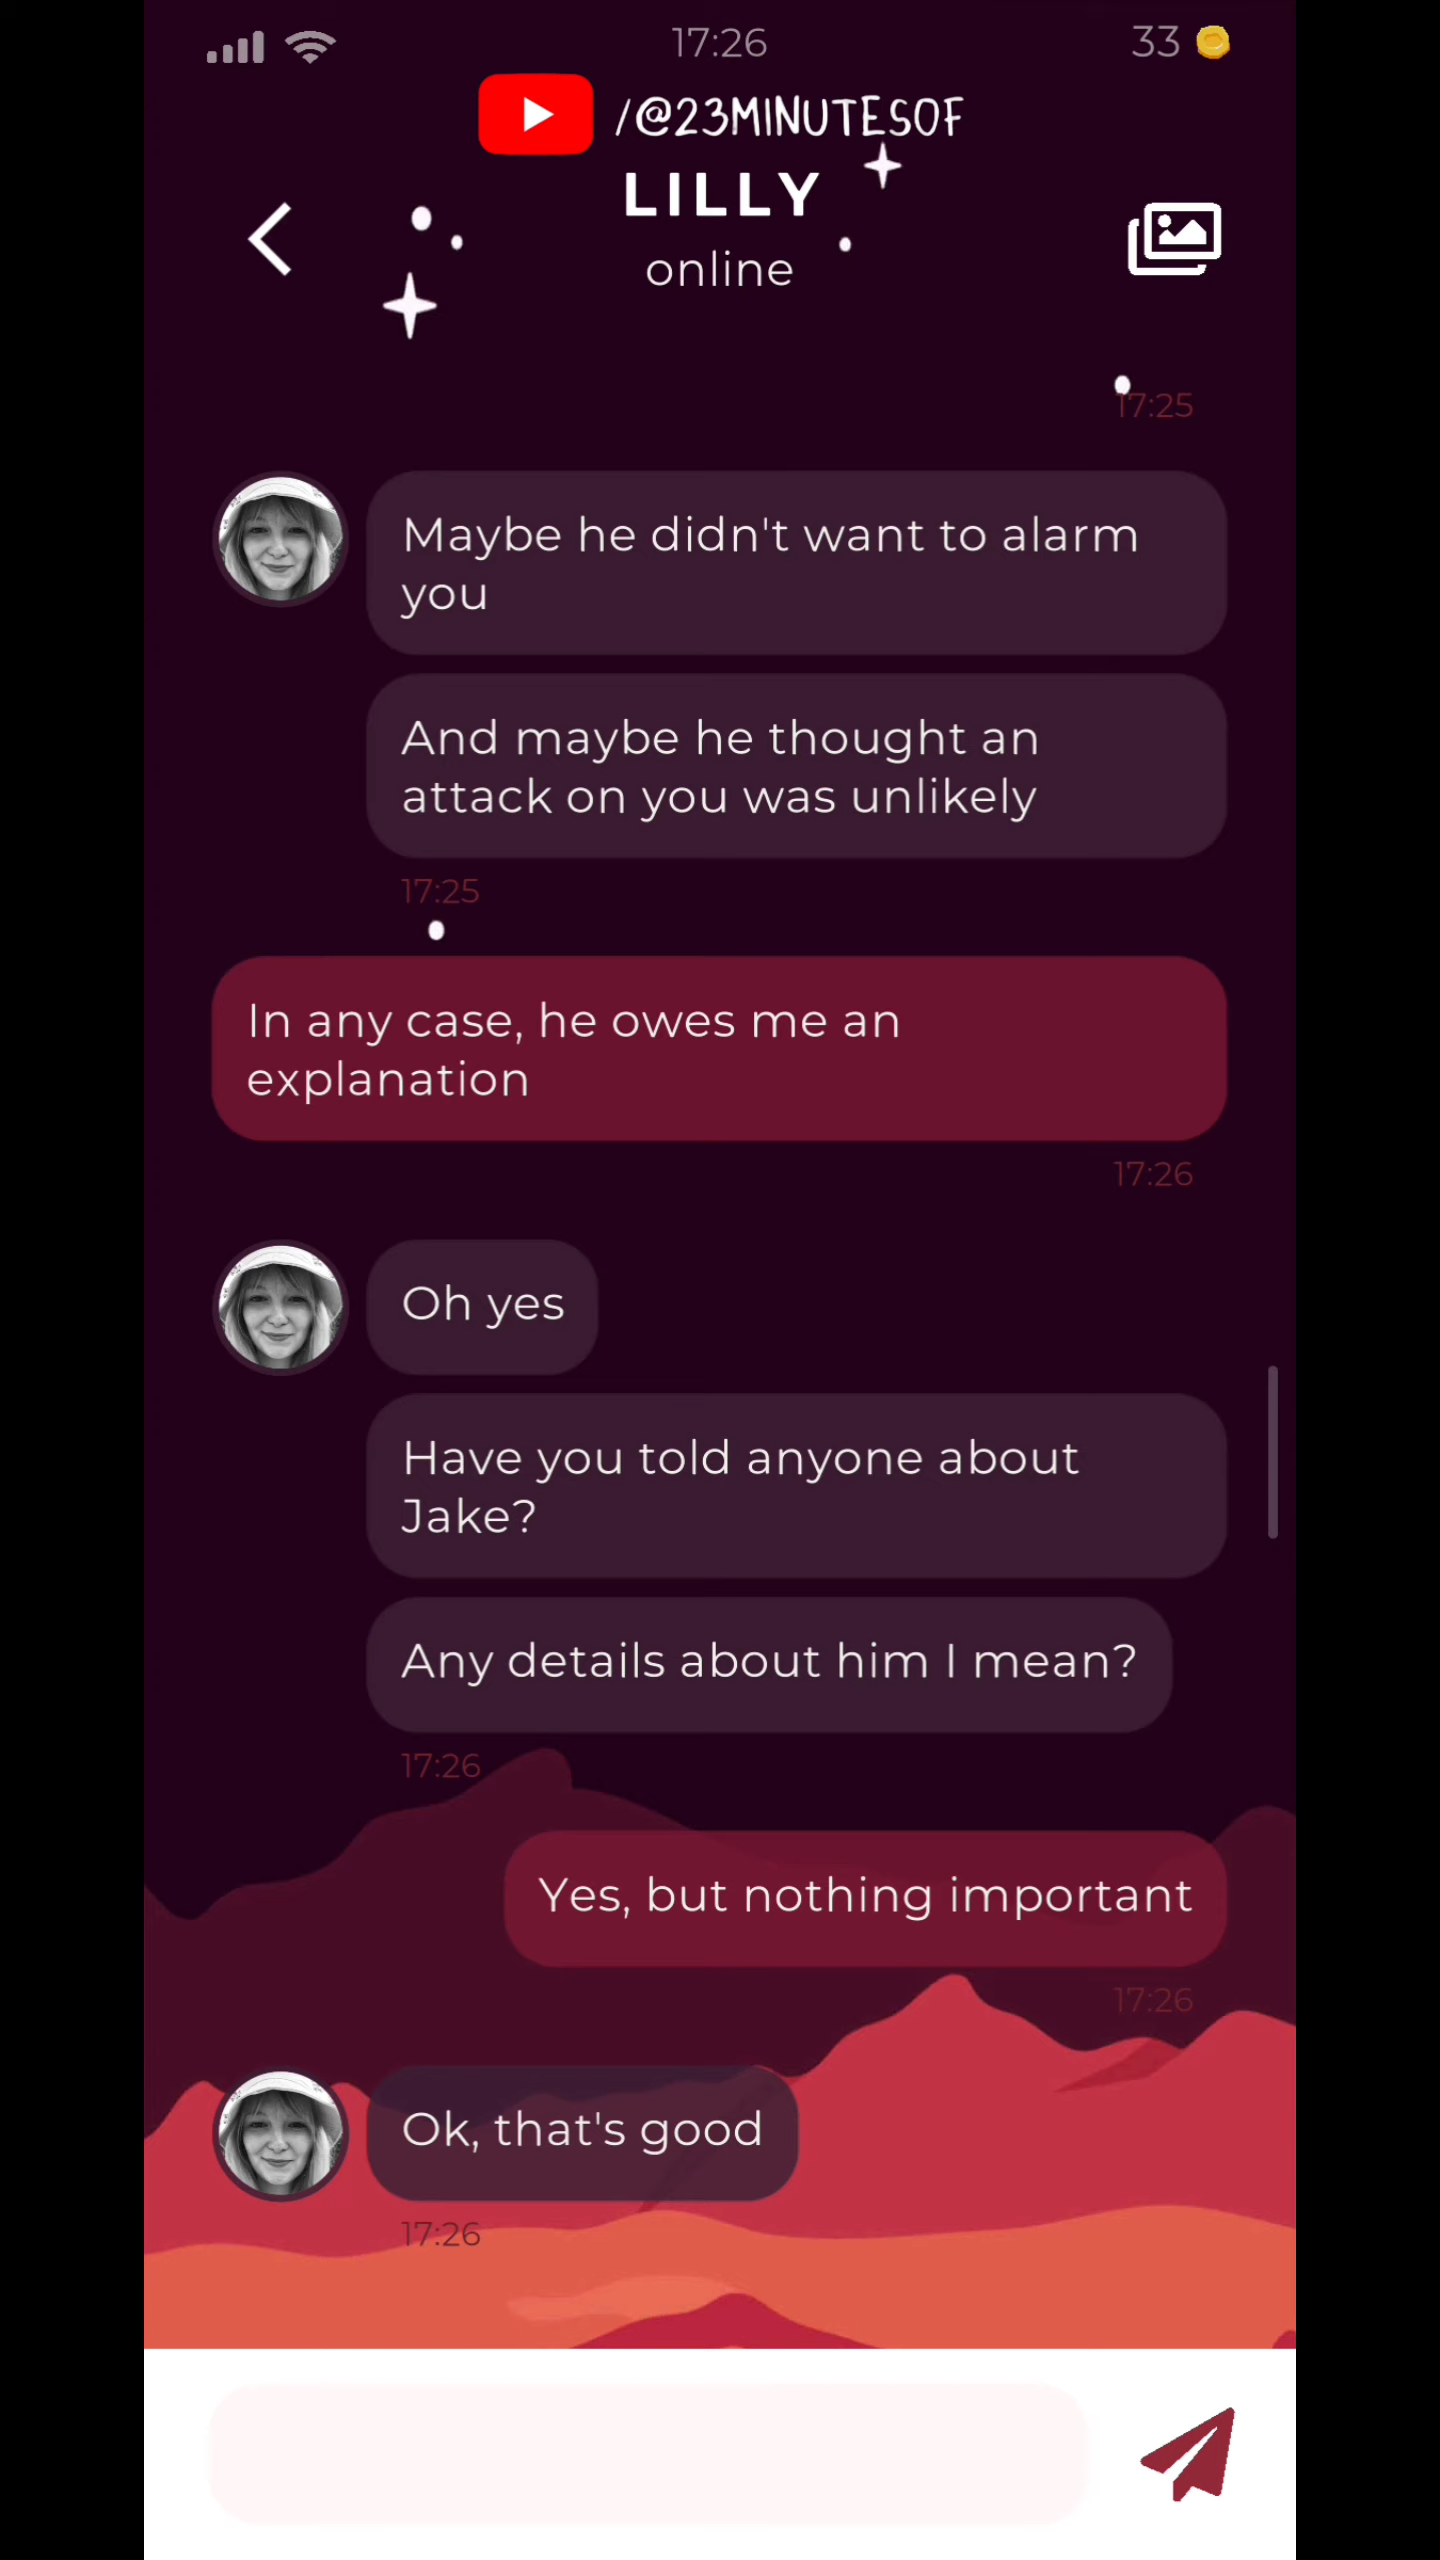 17:26
33
/@23MINUTESOF
LILLY
online
17:25
Maybe he didn't want to alarm
you
And maybe he thought an
attack on you was unlikely
17:25
In any case, he owes me an
explanation
17:26
Oh yes
Have you told anyone about
Jake?
Any details about him I mean?
17:26
Yes, but nothing important
17:26
Ok, that's good
17:26